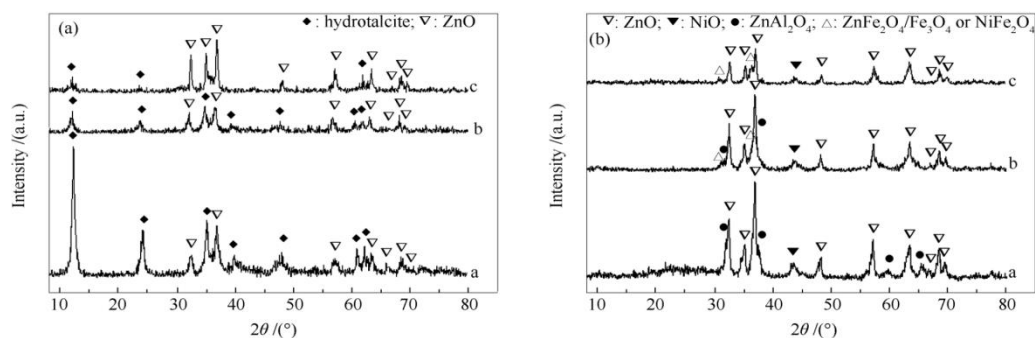 (a)
◆: hydrotalcite; ▽: ZnO
c
b
a
Intensity /(a.u.)
10 20 30 40 50 60 70 80
2θ /(°)
(b)
▽: ZnO; ▼: NiO; ●: ZnAl₂O₄; △: ZnFe₂O₄/Fe₃O₄ or NiFe₂O₄
c
b
a
Intensity /(a.u.)
10 20 30 40 50 60 70 80
2θ /(°)